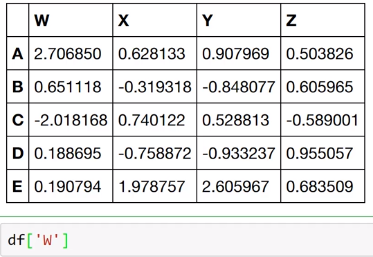 W X Y Z
A 2.706850 0.628133 0.907969 0.503826
B 0.651118 -0.319318 -0.848077 0.605965
C -2.018168 0.740122 0.528813 -0.589001
D 0.188695 -0.758872 -0.933237 0.955057
E 0.190794 1.978757 2.605967 0.683509
df['W']